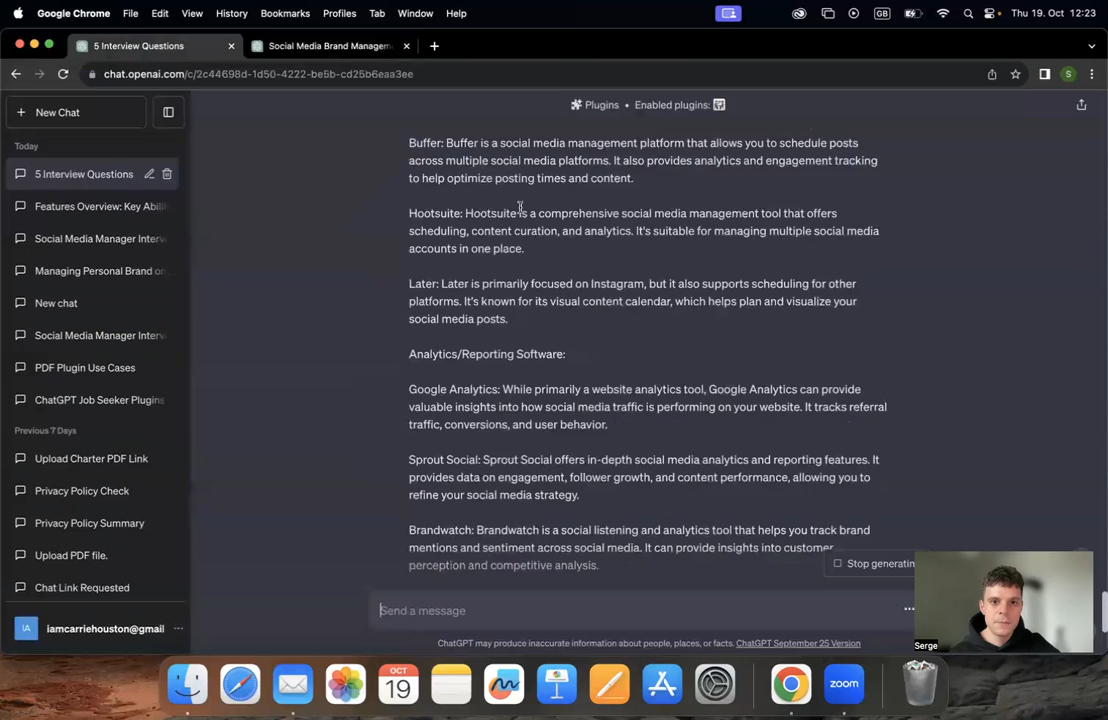 Google Chrome File Edit View History Bookmarks Profiles Tab Window Help GB Thu 19. Oct 12:23
5 Interview Questions Social Media Brand Managem
chat.openai.com/c/2c44698d-1d50-4222-be5b-cd25b6eaa3ee S
New Chat
Plugins • Enabled plugins:
Today
5 Interview Questions
Features Overview: Key Abili
Social Media Manager Interv
Managing Personal Brand on
New chat
Social Media Manager Interv
PDF Plugin Use Cases
ChatGPT Job Seeker Plugins
Previous 7 Days
Upload Charter PDF Link
Privacy Policy Check
Privacy Policy Summary
Upload PDF file.
Chat Link Requested
IA iamcarriehouston@gmail
Buffer: Buffer is a social media management platform that allows you to schedule posts
across multiple social media platforms. It also provides analytics and engagement tracking
to help optimize posting times and content.
Hootsuite: Hootsuite is a comprehensive social media management tool that offers
scheduling, content curation, and analytics. It's suitable for managing multiple social media
accounts in one place.
Later: Later is primarily focused on Instagram, but it also supports scheduling for other
platforms. It's known for its visual content calendar, which helps plan and visualize your
social media posts.
Analytics/Reporting Software:
Google Analytics: While primarily a website analytics tool, Google Analytics can provide
valuable insights into how social media traffic is performing on your website. It tracks referral
traffic, conversions, and user behavior.
Sprout Social: Sprout Social offers in-depth social media analytics and reporting features. It
provides data on engagement, follower growth, and content performance, allowing you to
refine your social media strategy.
Brandwatch: Brandwatch is a social listening and analytics tool that helps you track brand
mentions and sentiment across social media. It can provide insights into customer
perception and competitive analysis.
Stop generatin
Send a message
ChatGPT may produce inaccurate information about people, places, or facts. ChatGPT September 25 Version
Serge
OCT
19
zoom